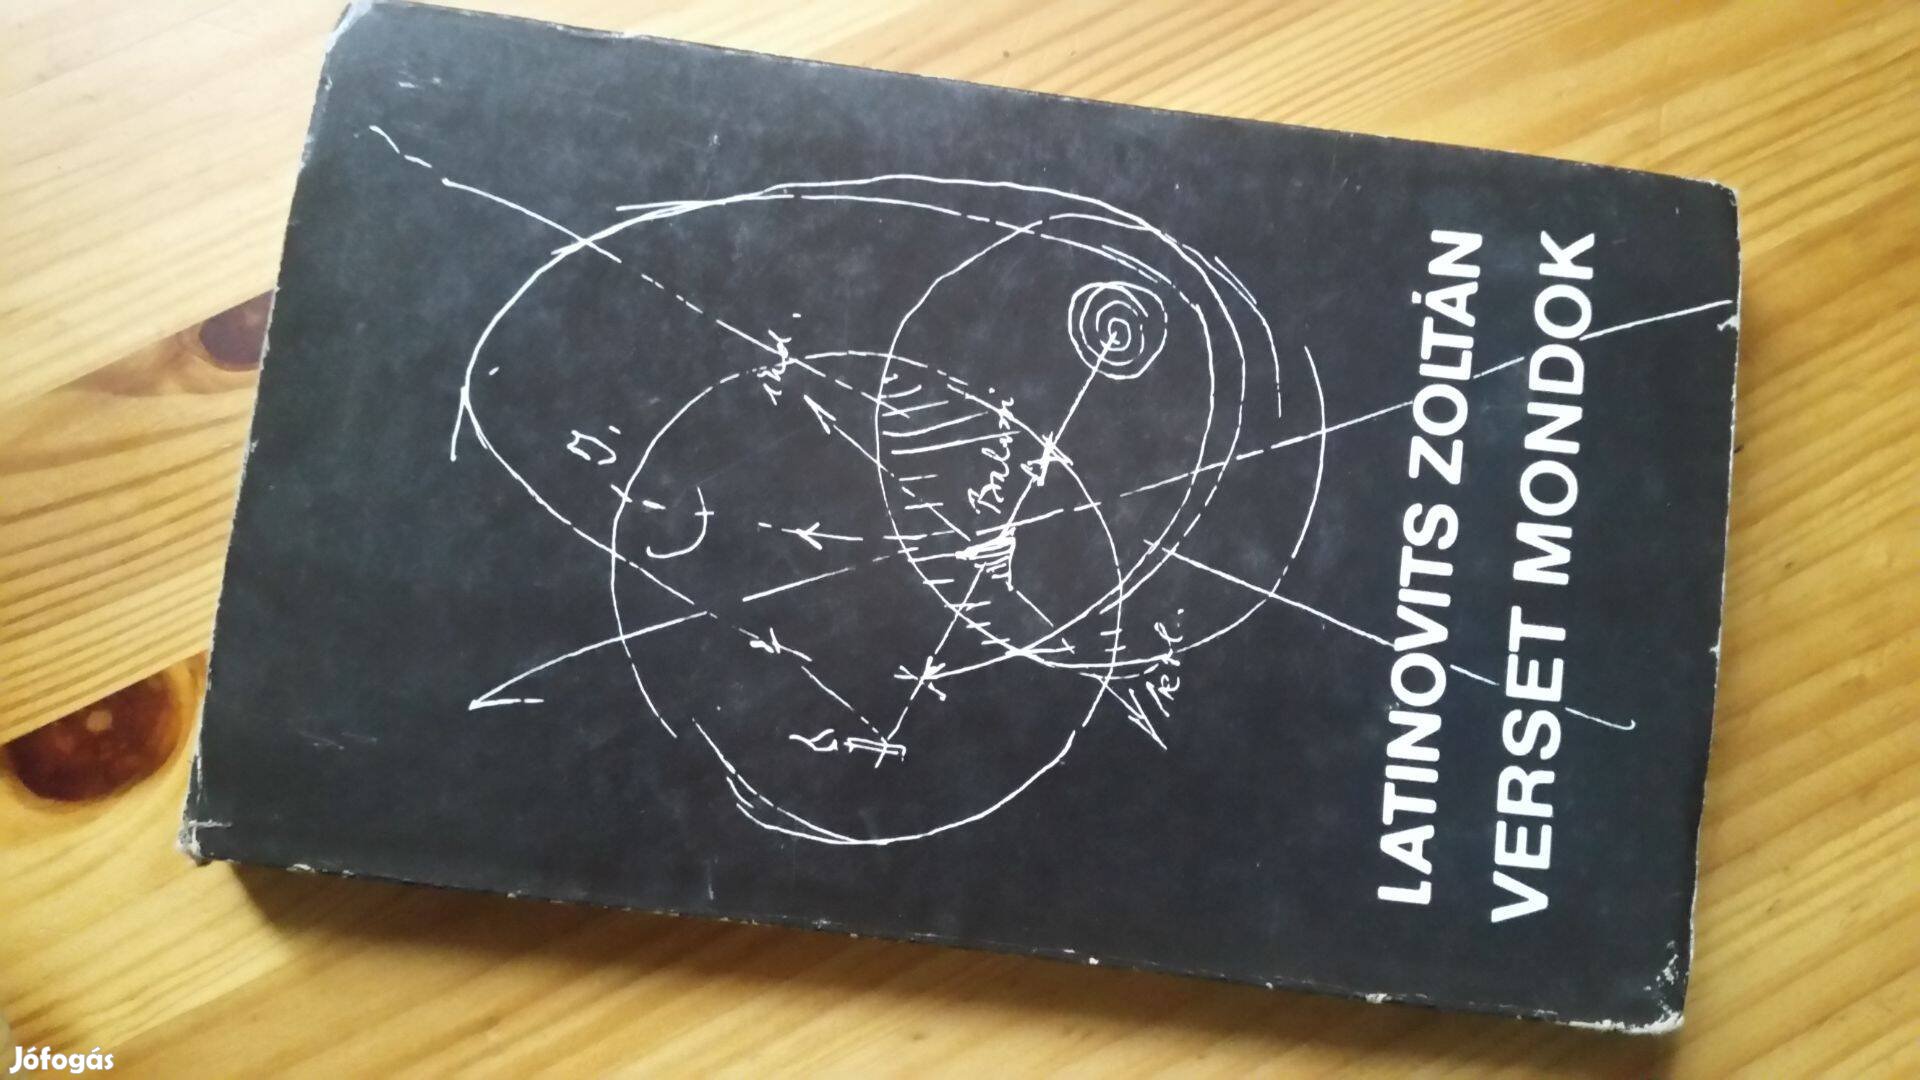 LATINOVITS ZOLTÁN
VERSET MONDOK
J.
Jófogás